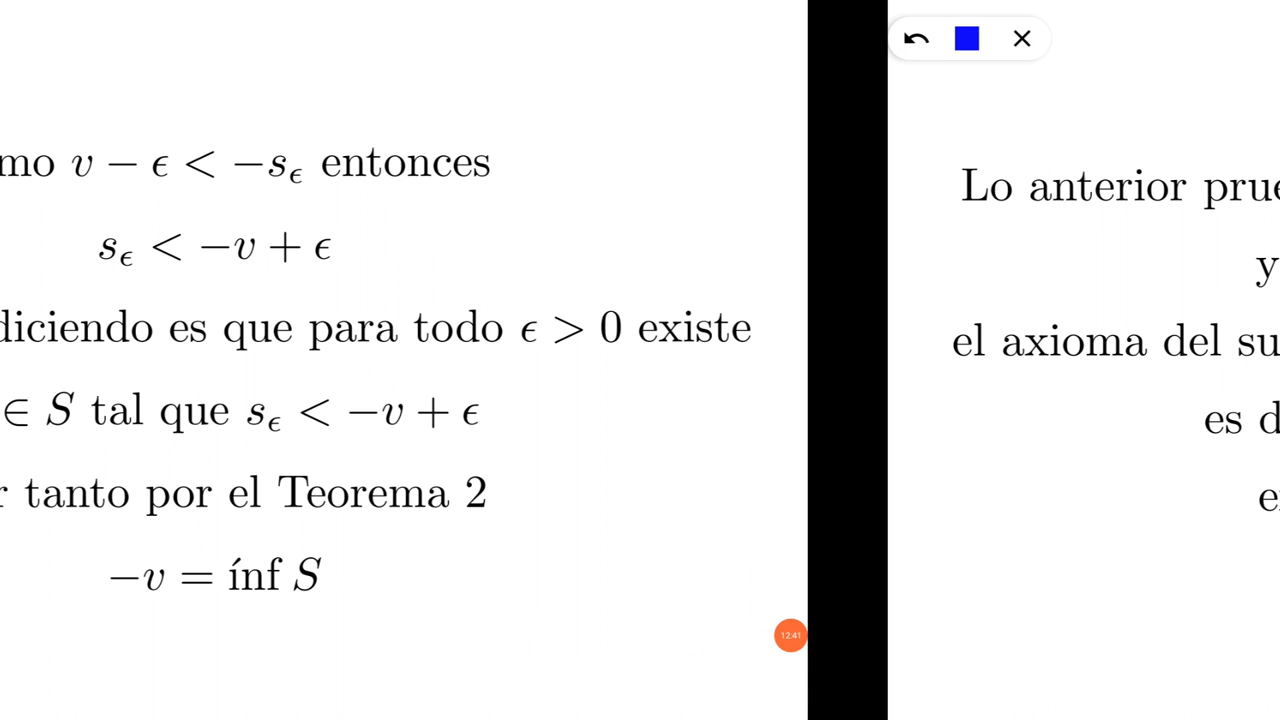 mo v − ϵ < −s_ϵ entonces
s_ϵ < −v + ϵ
diciendo es que para todo ϵ > 0 existe
∈ S tal que s_ϵ < −v + ϵ
r tanto por el Teorema 2
−v = ínf S
12:41
Lo anterior prue
y
el axioma del su
es d
e